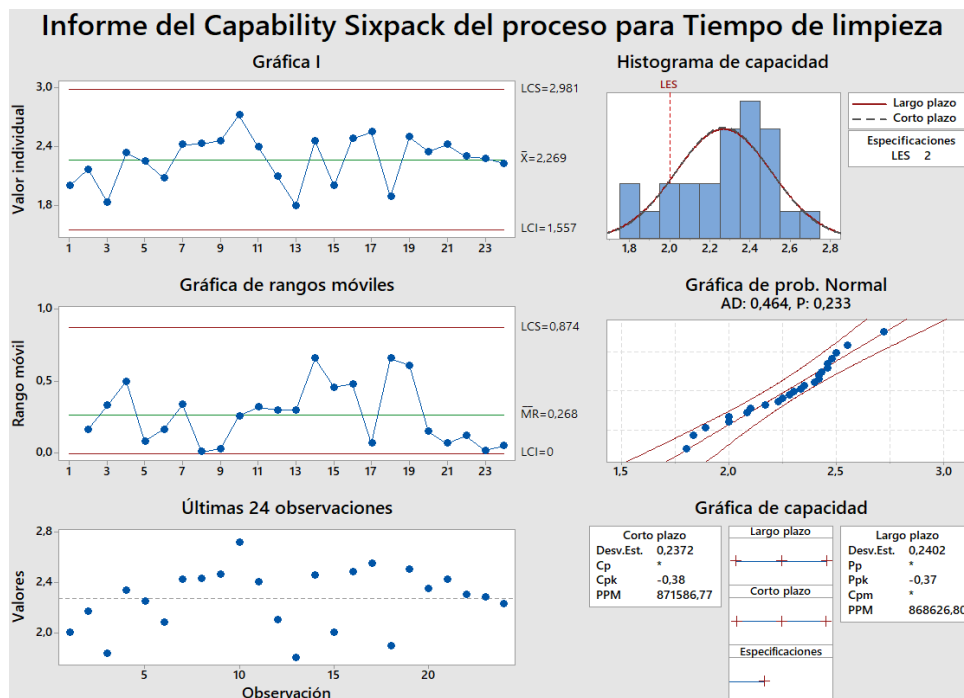 Informe del Capability Sixpack del proceso para Tiempo de limpieza
Gráfica I
Valor individual
3,0
2,4
1,8
1 3 5 7 9 11 13 15 17 19 21 23
LCS=2,981
X̄=2,269
LCI=1,557
Histograma de capacidad
LES
1,8 2,0 2,2 2,4 2,6 2,8
Largo plazo
Corto plazo
Especificaciones
LES 2
Gráfica de rangos móviles
Rango móvil
1,0
0,5
0,0
1 3 5 7 9 11 13 15 17 19 21 23
LCS=0,874
M̄R̄=0,268
LCI=0
Gráfica de prob. Normal
AD: 0,464, P: 0,233
1,5 2,0 2,5 3,0
Últimas 24 observaciones
Valores
2,8
2,4
2,0
5 10 15 20
Observación
Gráfica de capacidad
Corto plazo
Desv.Est. 0,2372
Cp *
Cpk -0,38
PPM 871586,77
Largo plazo
Corto plazo
Especificaciones
Largo plazo
Desv.Est. 0,2402
Pp *
Ppk -0,37
Cpm *
PPM 868626,80